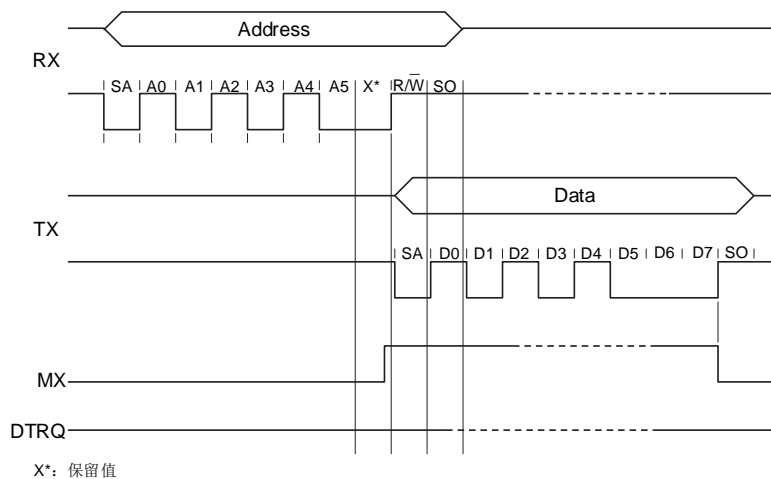 Address
RX
SA A0 A1 A2 A3 A4 A5 X* R/W̅ SO
Data
TX
SA D0 D1 D2 D3 D4 D5 D6 D7 SO
MX
DTRQ
X*：保留值